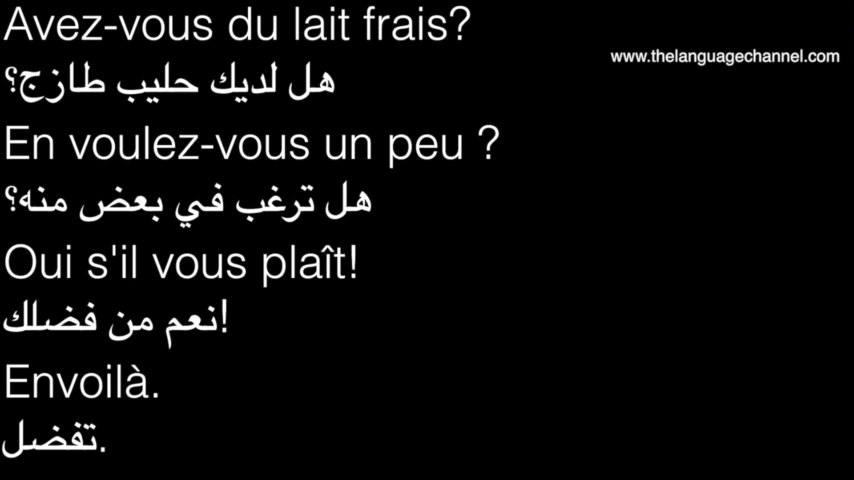 Avez-vous du lait frais?
www.thelanguagechannel.com
هل لديك حليب طازج؟
En voulez-vous un peu ?
هل ترغب في بعض منه؟
Oui s'il vous plaît!
نعم من فضلك!
Envoilà.
تفضل.